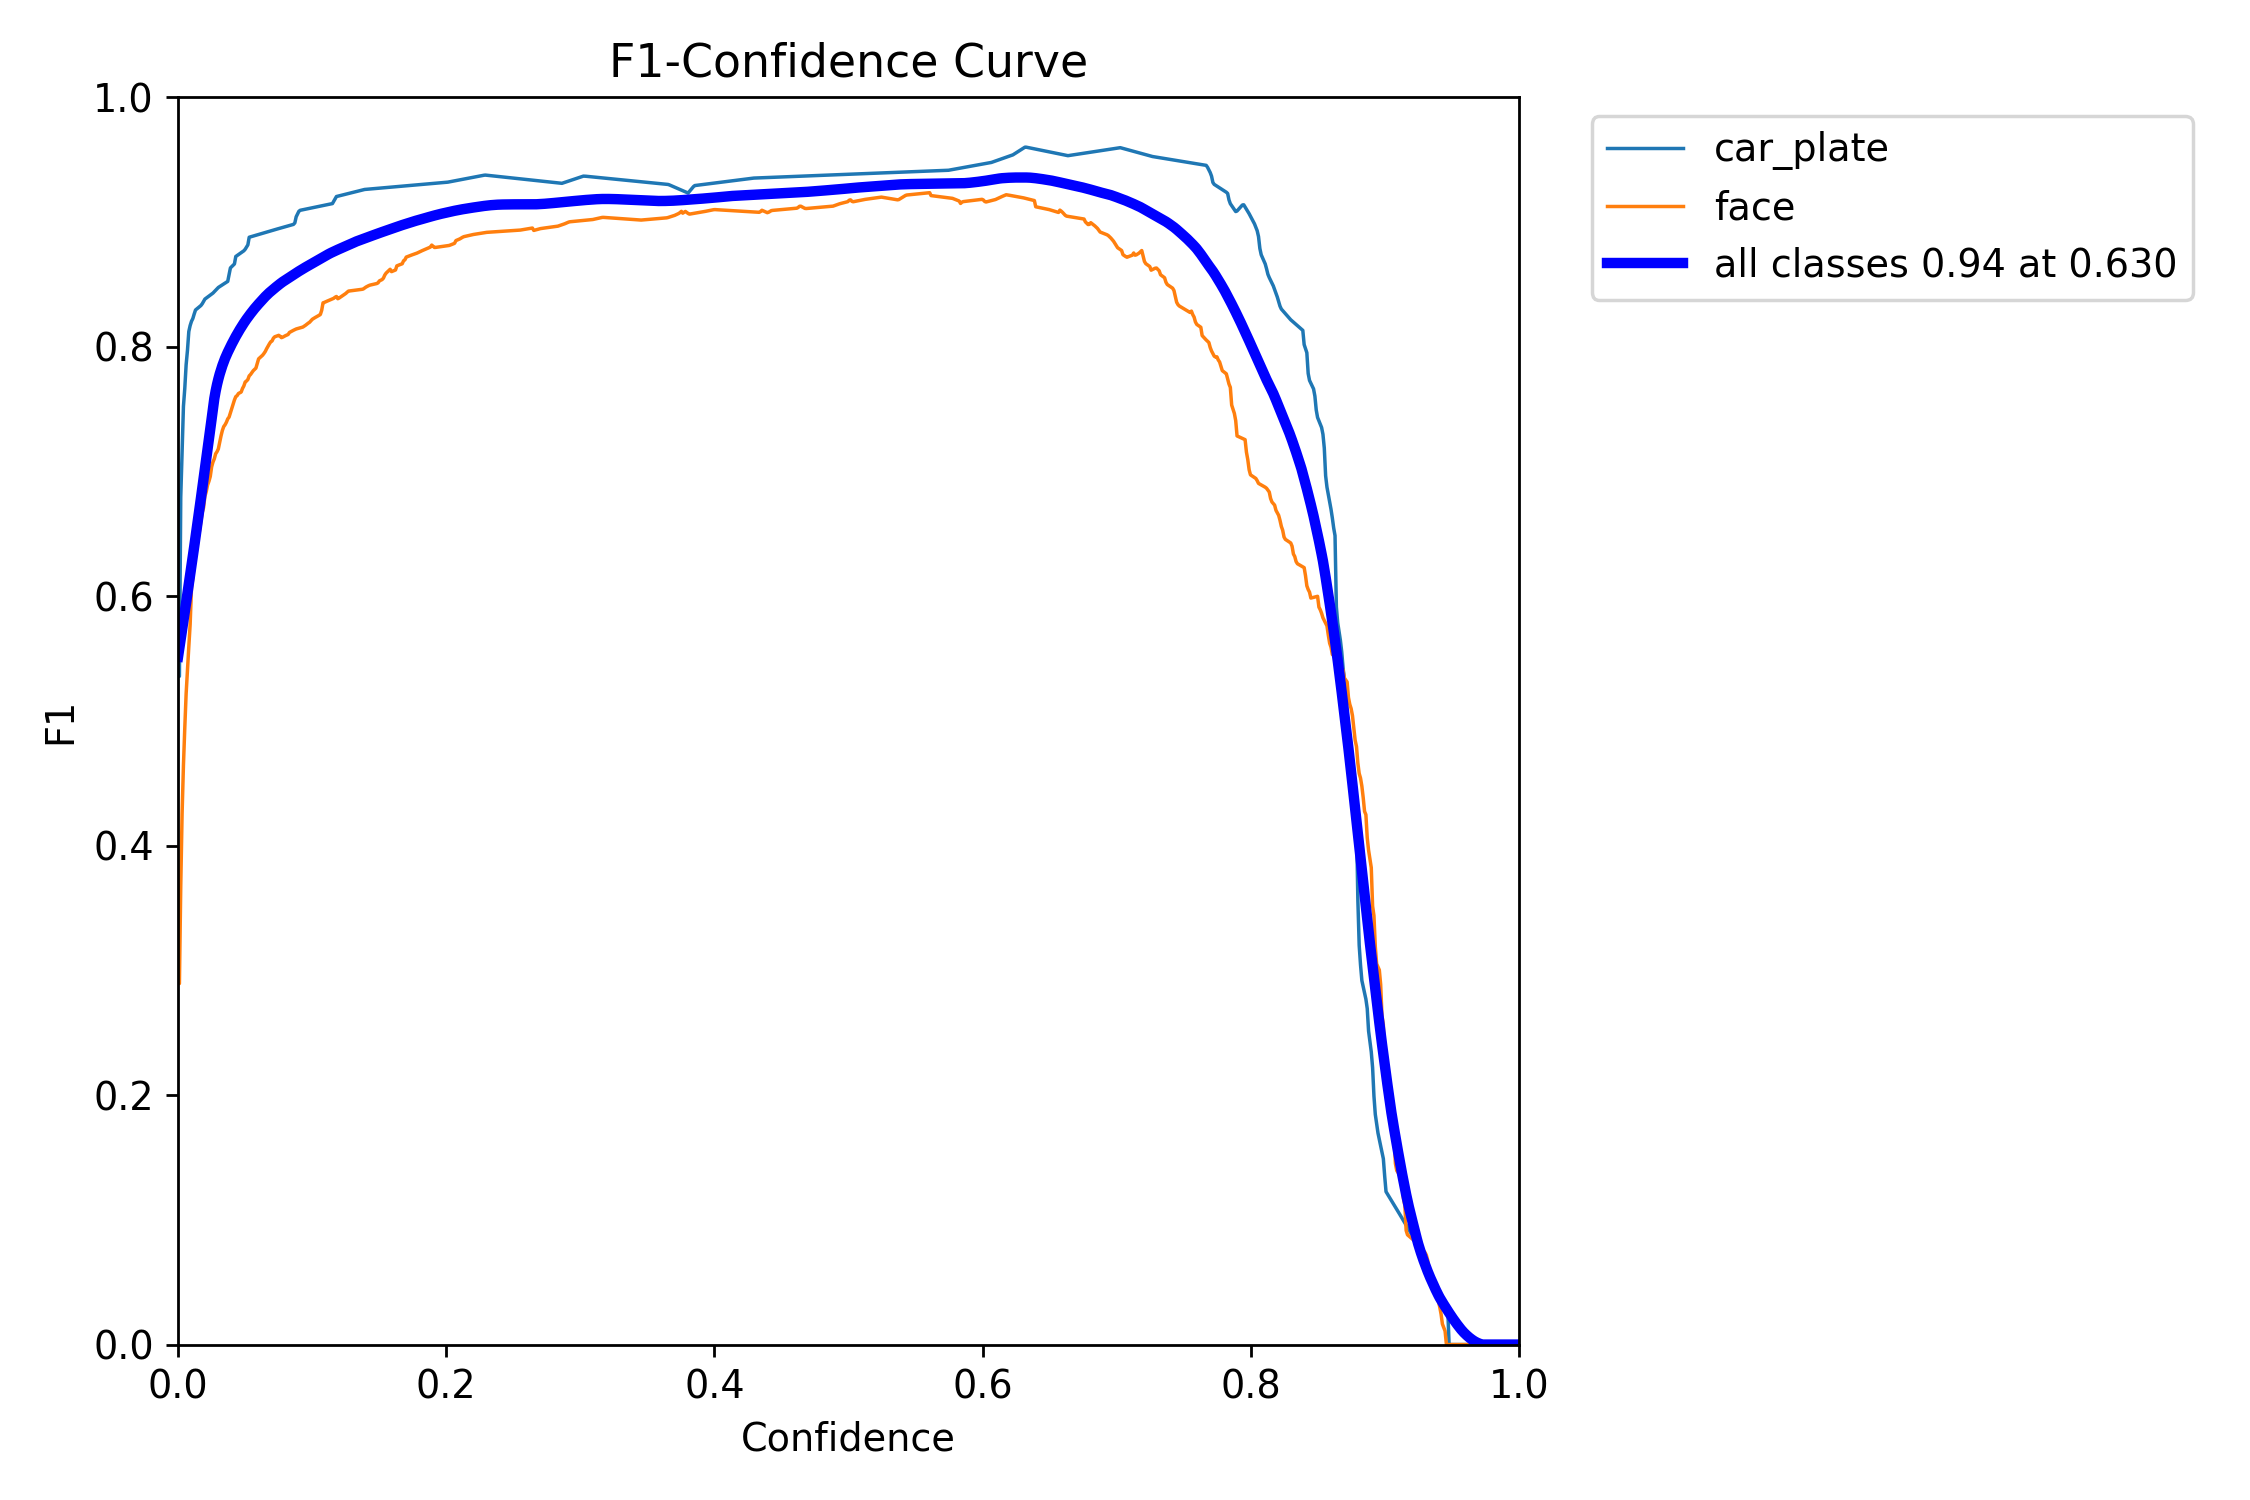 F1-Confidence Curve
1.0
0.8
0.6
0.4
0.2
0.0
F1
0.0 0.2 0.4 0.6 0.8 1.0
Confidence
car_plate
face
all classes 0.94 at 0.630